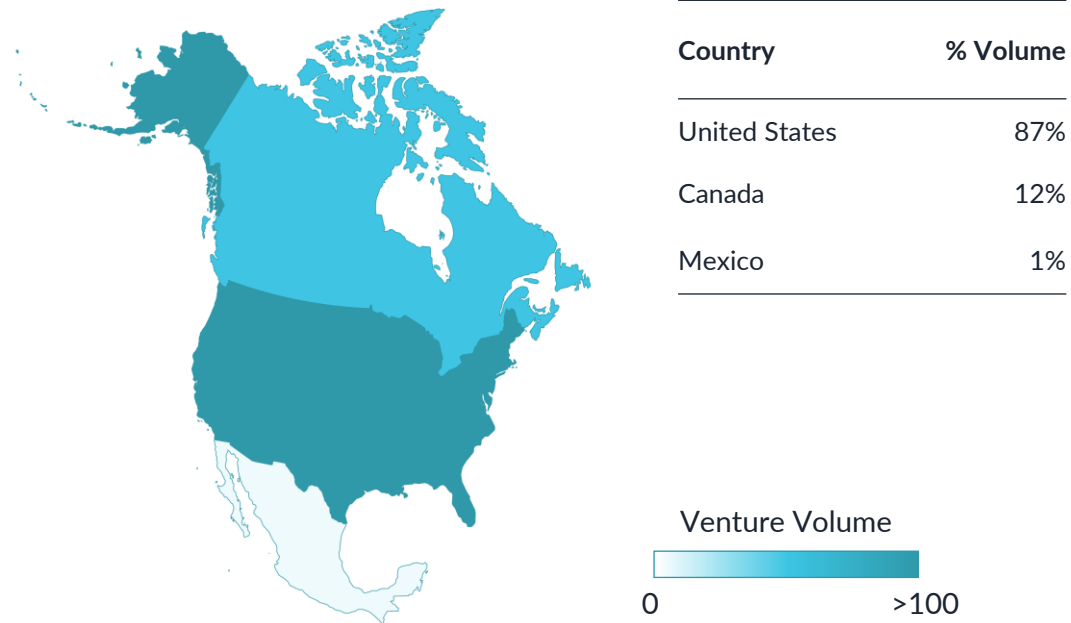 Country % Volume
United States 87%
Canada 12%
Mexico 1%
Venture Volume
0 >100